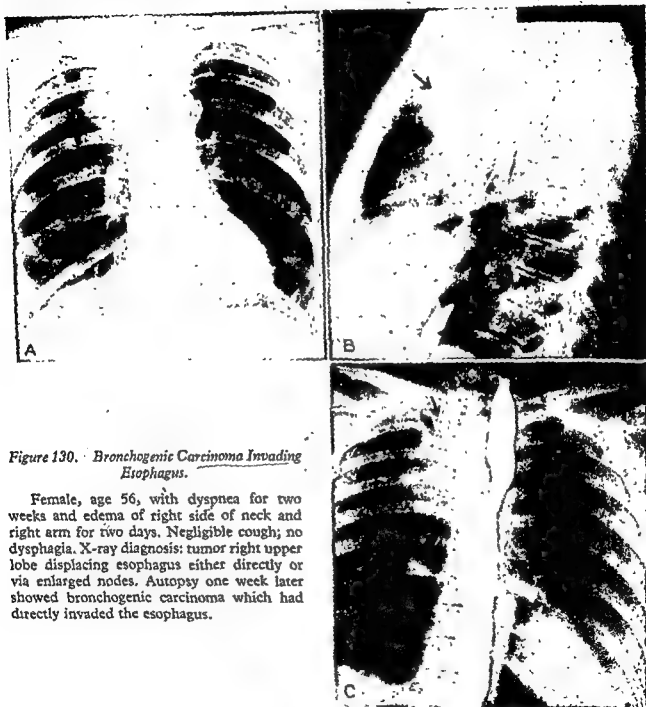 A
B
Figure 130. Bronchogenic Carcinoma Invading
Esophagus.
Female, age 56, with dyspnea for two
weeks and edema of right side of neck and
right arm for two days. Negligible cough; no
dysphagia. X-ray diagnosis: tumor right upper
lobe displacing esophagus either directly or
via enlarged nodes. Autopsy one week later
showed bronchogenic carcinoma which had
directly invaded the esophagus.
C